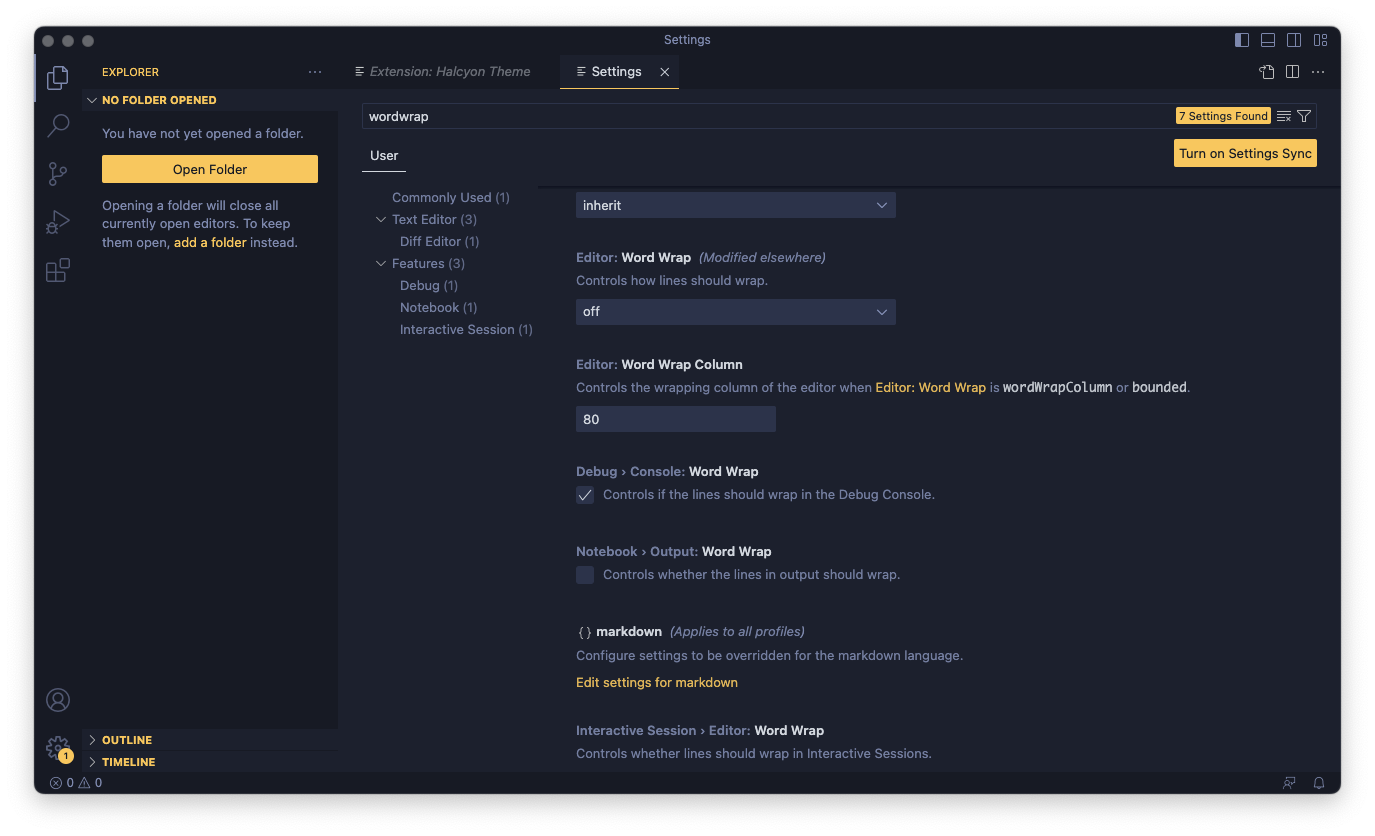 Settings
EXPLORER
Extension: Halcyon Theme
Settings
NO FOLDER OPENED
You have not yet opened a folder.
Open Folder
Opening a folder will close all
currently open editors. To keep
them open, add a folder instead.
wordwrap
7 Settings Found
User
Turn on Settings Sync
Commonly Used (1)
Text Editor (3)
Diff Editor (1)
Features (3)
Debug (1)
Notebook (1)
Interactive Session (1)
inherit
Editor: Word Wrap (Modified elsewhere)
Controls how lines should wrap.
off
Editor: Word Wrap Column
Controls the wrapping column of the editor when Editor: Word Wrap is wordWrapColumn or bounded.
80
Debug › Console: Word Wrap
Controls if the lines should wrap in the Debug Console.
Notebook › Output: Word Wrap
Controls whether the lines in output should wrap.
{} markdown (Applies to all profiles)
Configure settings to be overridden for the markdown language.
Edit settings for markdown
Interactive Session › Editor: Word Wrap
Controls whether lines should wrap in Interactive Sessions.
OUTLINE
1
TIMELINE
0 0